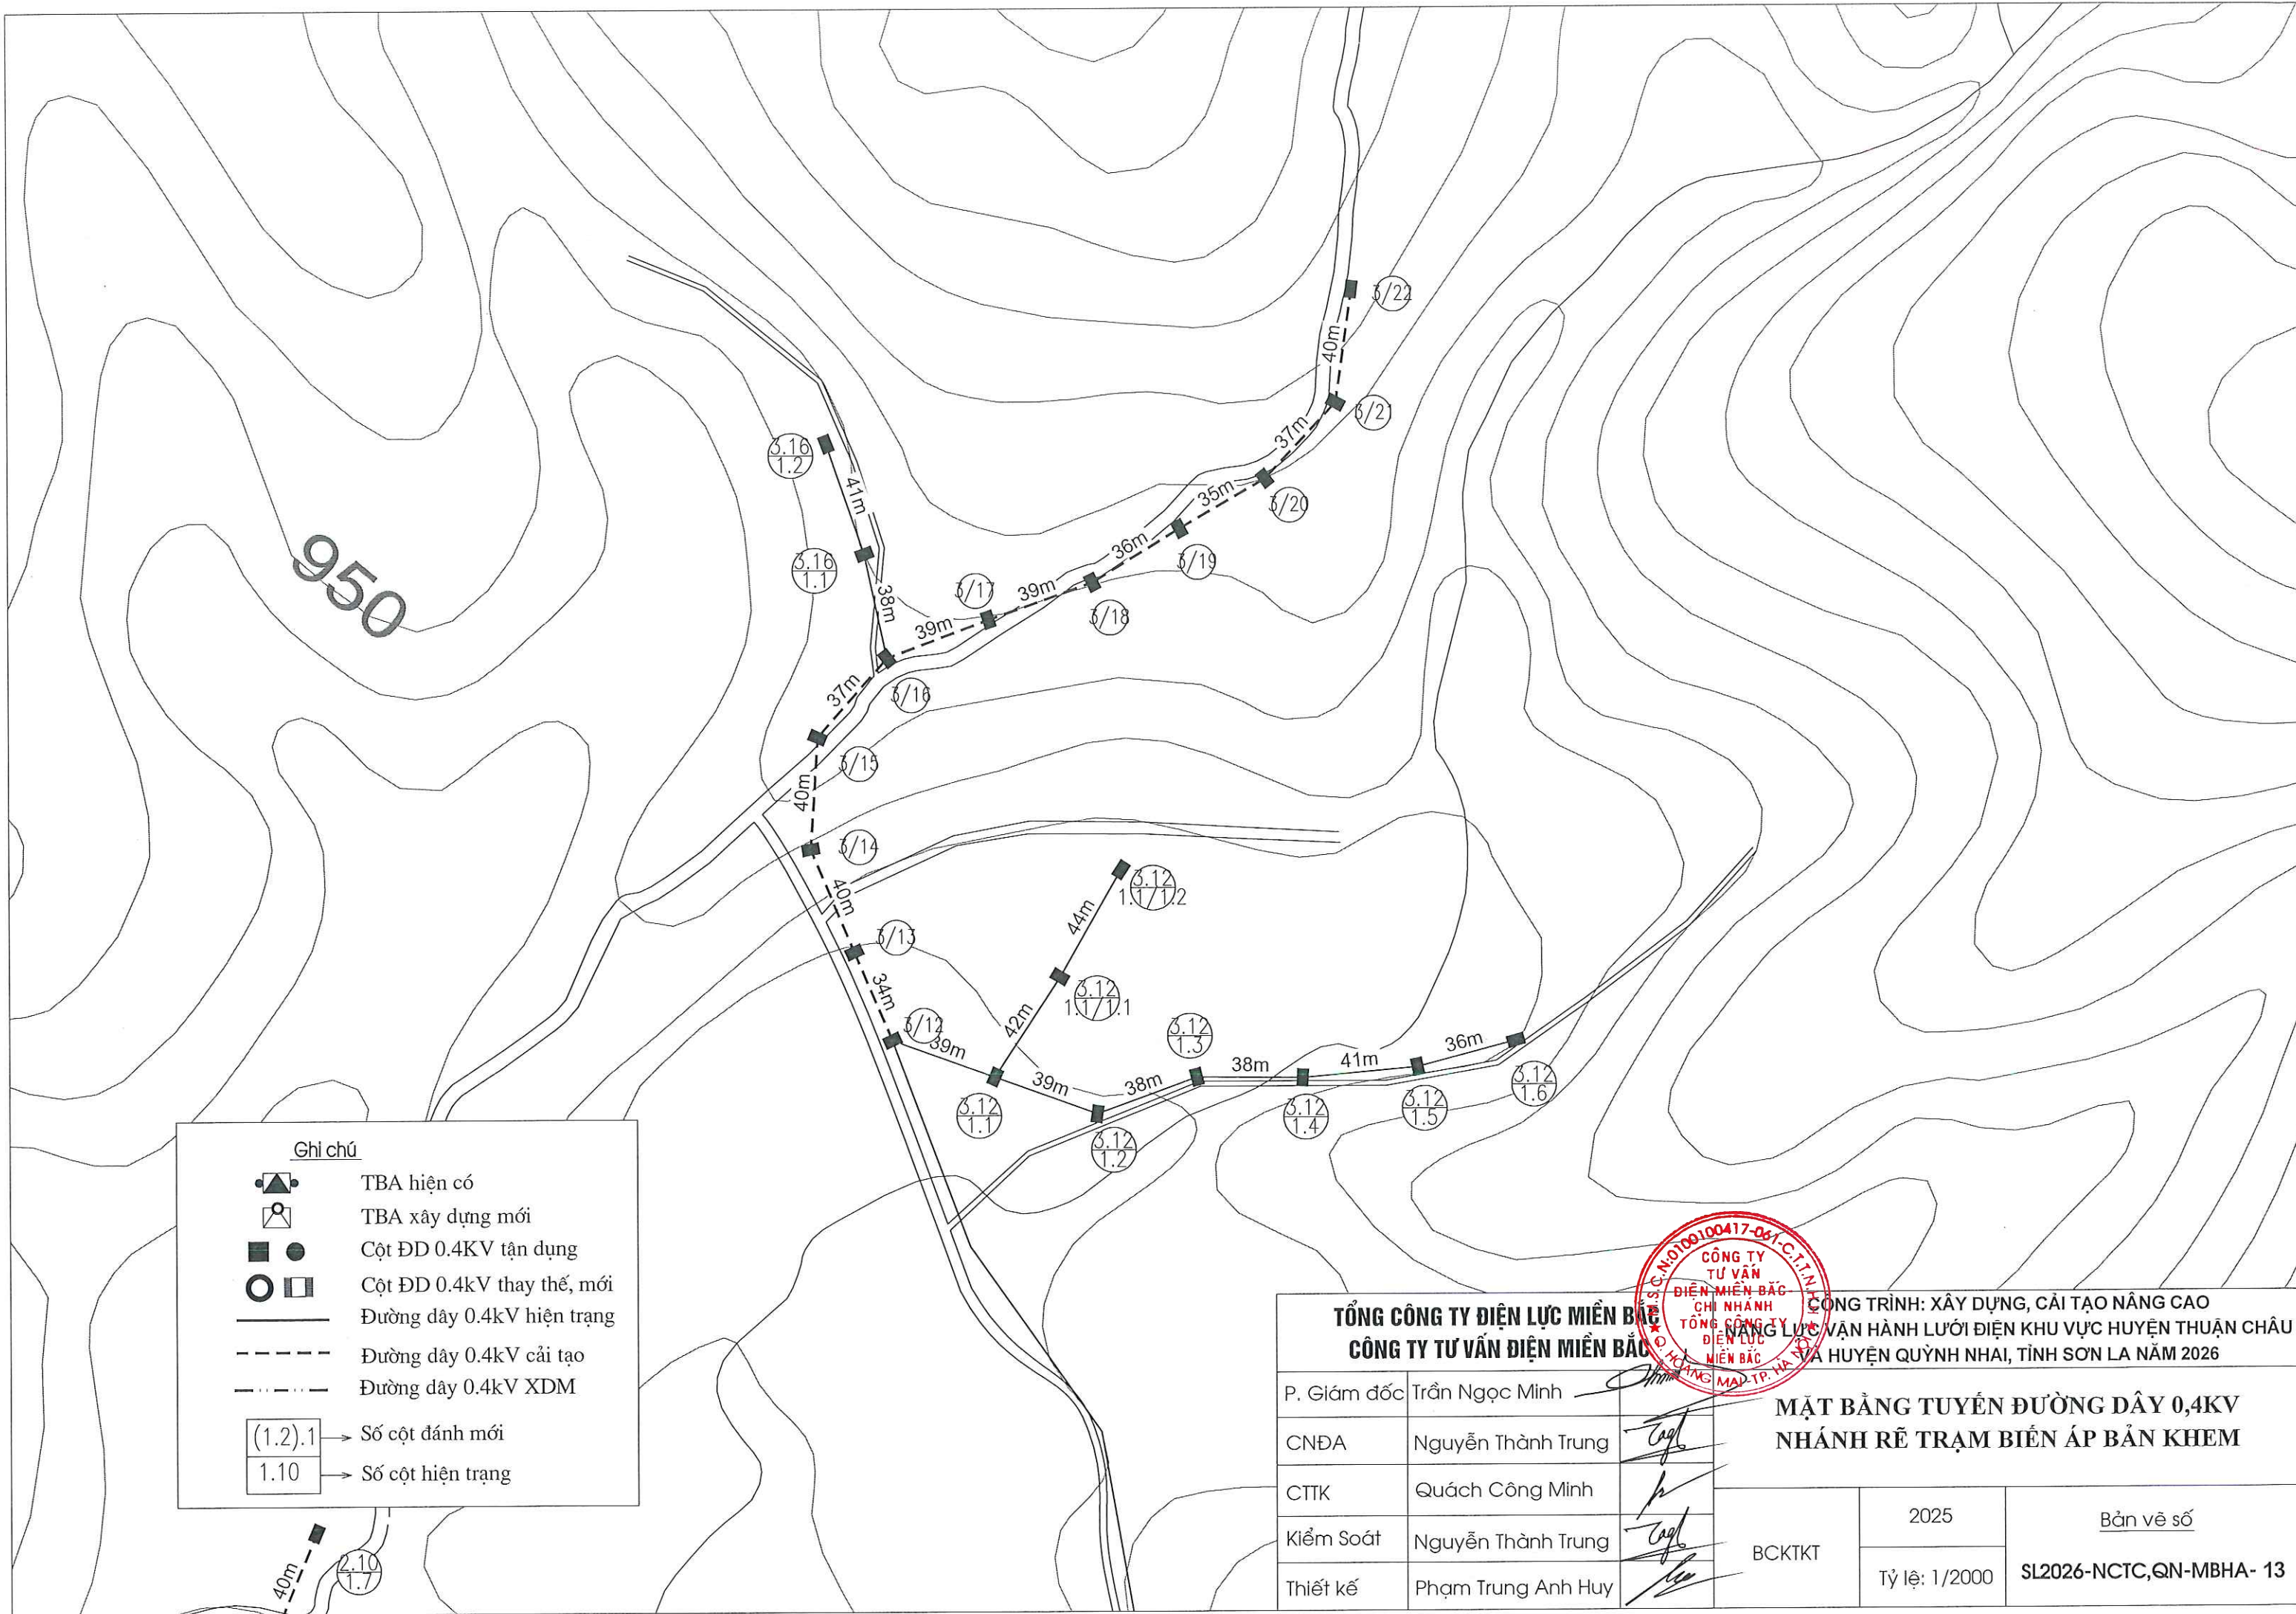 3/22
40m
3/21
37m
3.16
1.2
3/20
35m
41m
3/19
36m
950
3.16
1.1
3/17
39m
38m
3/18
39m
37m
3/16
3/15
40m
3/14
3.12
1.1/1.2
40m
44m
3/13
3.12
1.1/1.1
34m
42m
3/12
39m
3.12
1.3
38m
41m
36m
3.12
1.6
39m
38m
3.12
1.1
3.12
1.4
3.12
1.5
3.12
1.2
Ghi chú
TBA hiện có
TBA xây dựng mới
Cột ĐD 0.4KV tận dụng
Cột ĐD 0.4kV thay thế, mới
Đường dây 0.4kV hiện trạng
Đường dây 0.4kV cải tạo
Đường dây 0.4kV XDM
(1.2).1 Số cột đánh mới
1.10 Số cột hiện trạng
2.10
1.7
40m
M.S.C.N:0100100417-061-C.T.T.N.H.H
CÔNG TY
TƯ VẤN
ĐIỆN MIỀN BẮC-
CHI NHÁNH
TỔNG CÔNG TY
ĐIỆN LỰC
MIỀN BẮC
Q. HOÀNG MAI-TP. HÀ NỘI
TỔNG CÔNG TY ĐIỆN LỰC MIỀN BẮC
CÔNG TY TƯ VẤN ĐIỆN MIỀN BẮC
CÔNG TRÌNH: XÂY DỰNG, CẢI TẠO NÂNG CAO
NĂNG LỰC VẬN HÀNH LƯỚI ĐIỆN KHU VỰC HUYỆN THUẬN CHÂU
VÀ HUYỆN QUỲNH NHAI, TỈNH SƠN LA NĂM 2026
P. Giám đốc Trần Ngọc Minh
CNĐA Nguyễn Thành Trung
CTTK Quách Công Minh
Kiểm Soát Nguyễn Thành Trung
Thiết kế Phạm Trung Anh Huy
MẶT BẰNG TUYẾN ĐƯỜNG DÂY 0,4KV
NHÁNH RẼ TRẠM BIẾN ÁP BẢN KHEM
BCKTKT
2025
Tỷ lệ: 1/2000
Bản vẽ số
SL2026-NCTC,QN-MBHA- 13